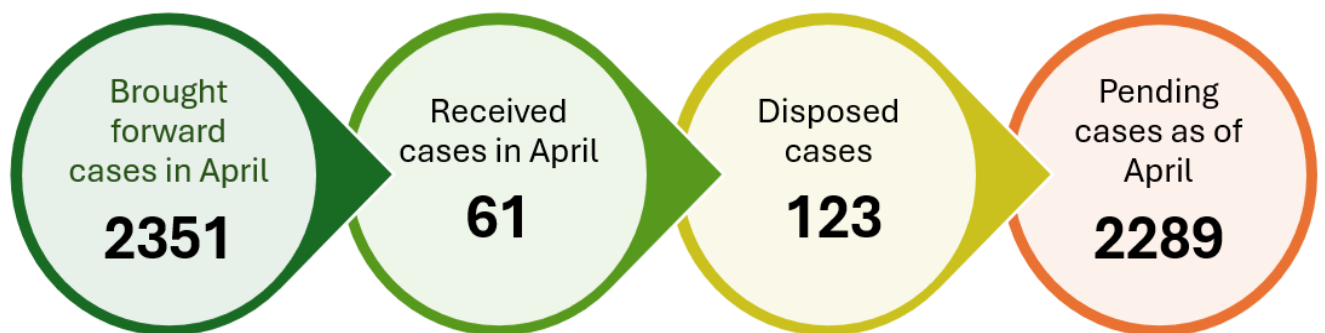 Brought
forward
cases in April
2351
Received
cases in April
61
Disposed
cases
123
Pending
cases as of
April
2289